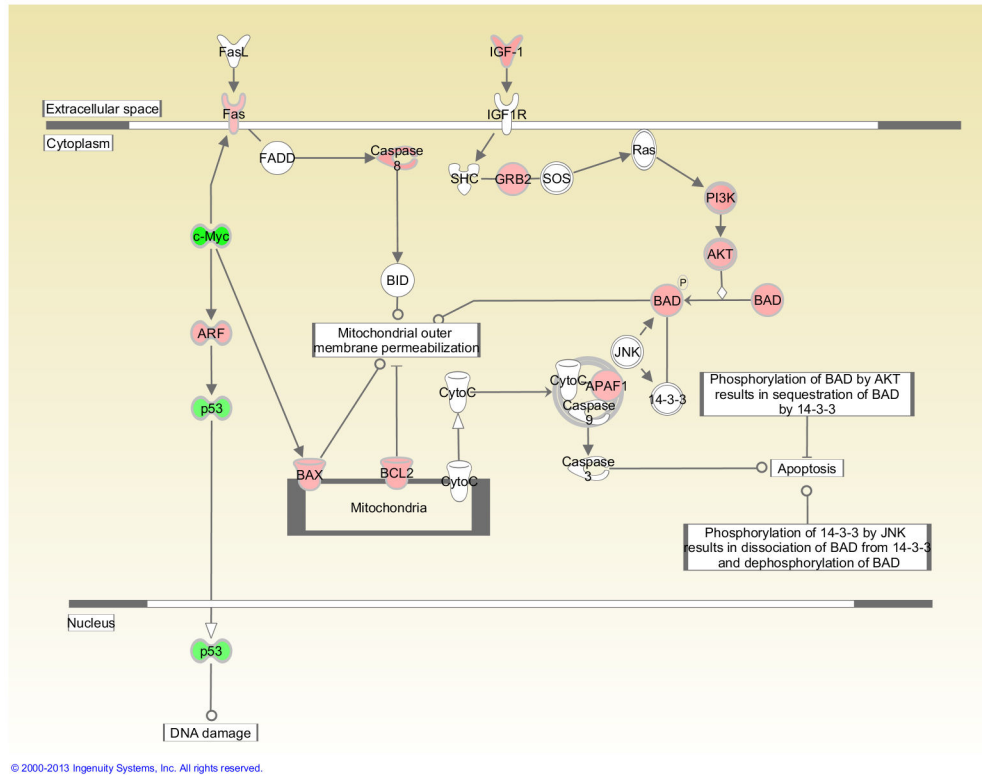 FasL
IGF-1
Extracellular space
Fas
IGF1R
Cytoplasm
FADD
Caspase
8
SHC
GRB2
SOS
Ras
PI3K
c-Myc
AKT
BID
P
BAD
BAD
ARF
Mitochondrial outer
membrane permeabilization
JNK
CytoC
CytoC
APAF1
Caspase
9
14-3-3
Phosphorylation of BAD by AKT
results in sequestration of BAD
by 14-3-3
p53
BAX
BCL2
CytoC
Caspase
3
Apoptosis
Mitochondria
Phosphorylation of 14-3-3 by JNK
results in dissociation of BAD from 14-3-3
and dephosphorylation of BAD
Nucleus
p53
DNA damage
© 2000-2013 Ingenuity Systems, Inc. All rights reserved.